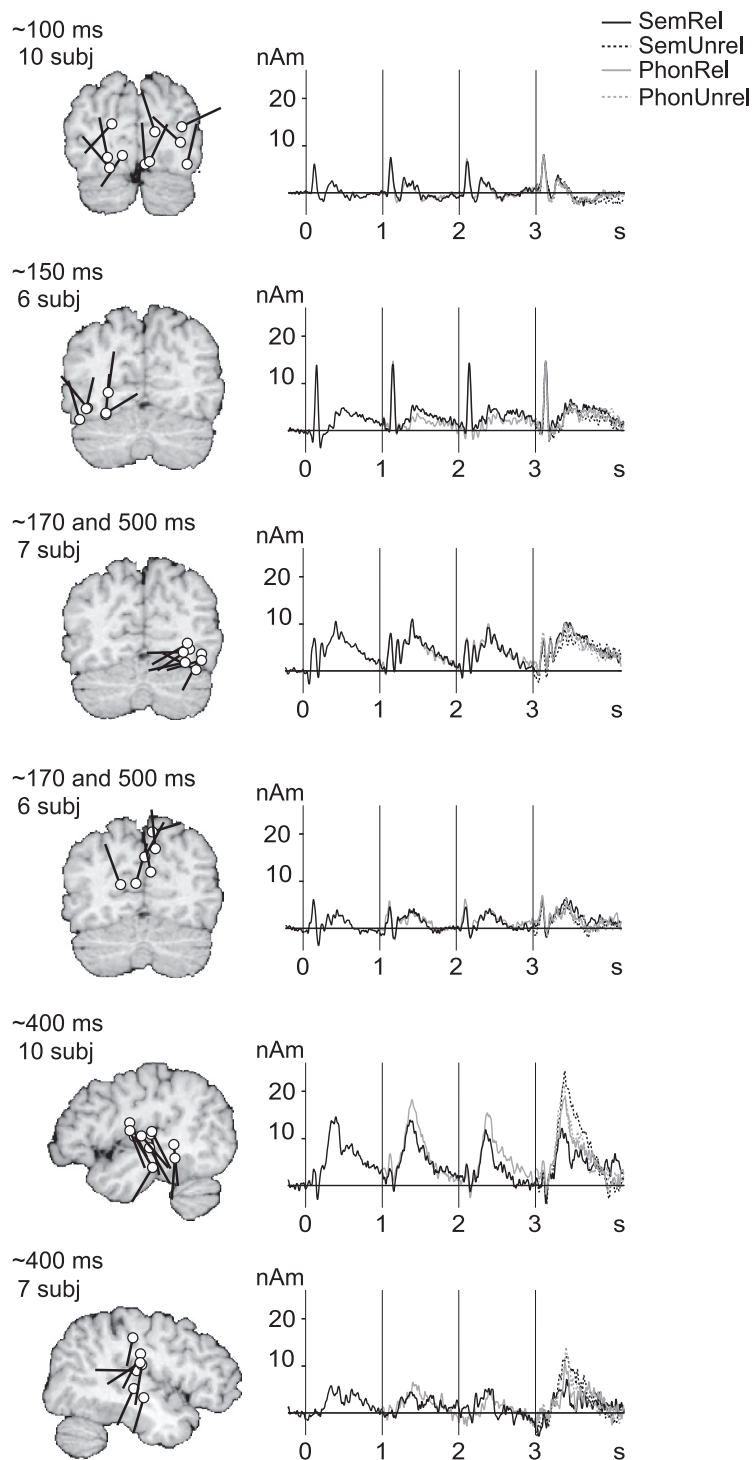 SemRel
SemUnrel
PhonRel
PhonUnrel
~100 ms
10 subj
nAm
20
10
0 1 2 3 s
~150 ms
6 subj
nAm
20
10
0 1 2 3 s
~170 and 500 ms
7 subj
nAm
20
10
0 1 2 3 s
~170 and 500 ms
6 subj
nAm
20
10
0 1 2 3 s
~400 ms
10 subj
nAm
20
10
0 1 2 3 s
~400 ms
7 subj
nAm
20
10
0 1 2 3 s